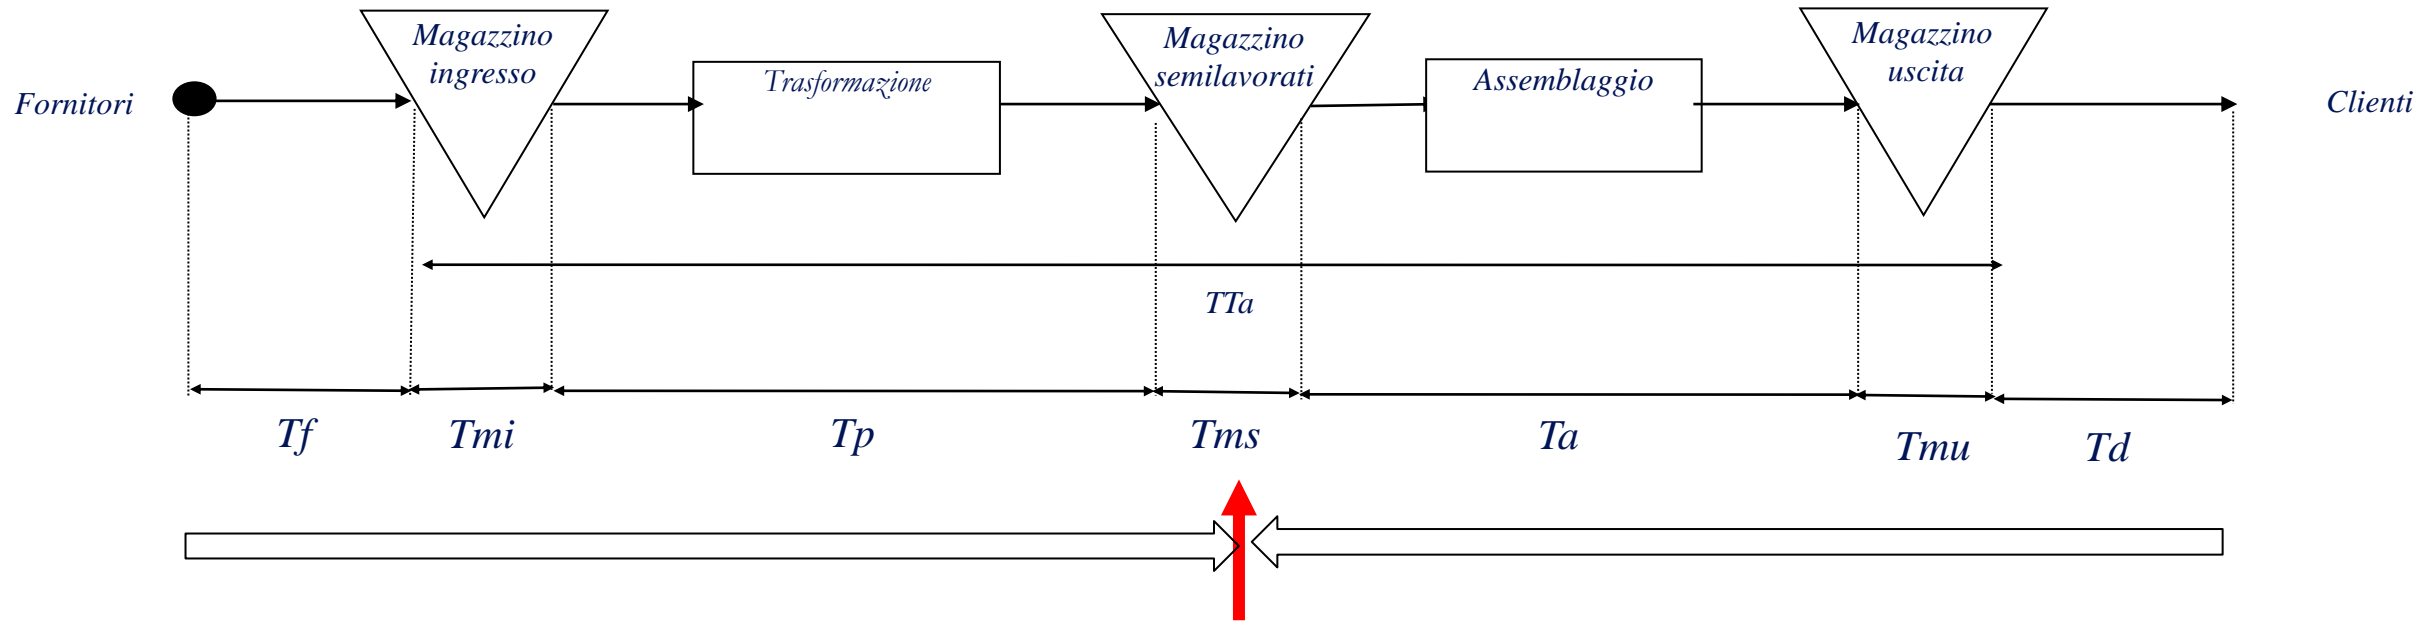 Fornitori
Magazzino
ingresso
Trasformazione
Magazzino
semilavorati
Assemblaggio
Magazzino
uscita
Clienti
TTa
Tf
Tmi
Tp
Tms
Ta
Tmu
Td